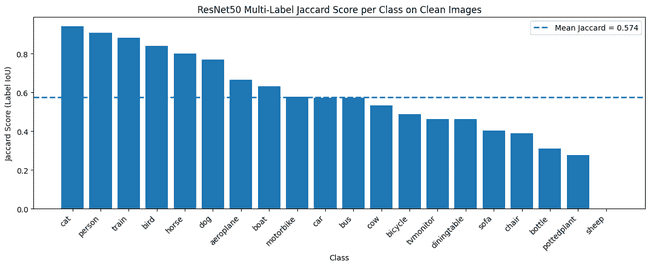 ResNet50 Multi-Label Jaccard Score per Class on Clean Images
Mean Jaccard = 0.574
Jaccard Score (Label IoU)
0.8
0.6
0.4
0.2
0.0
cat
person
train
bird
horse
dog
aeroplane
boat
motorbike
car
bus
cow
bicycle
tvmonitor
diningtable
sofa
chair
bottle
pottedplant
sheep
Class